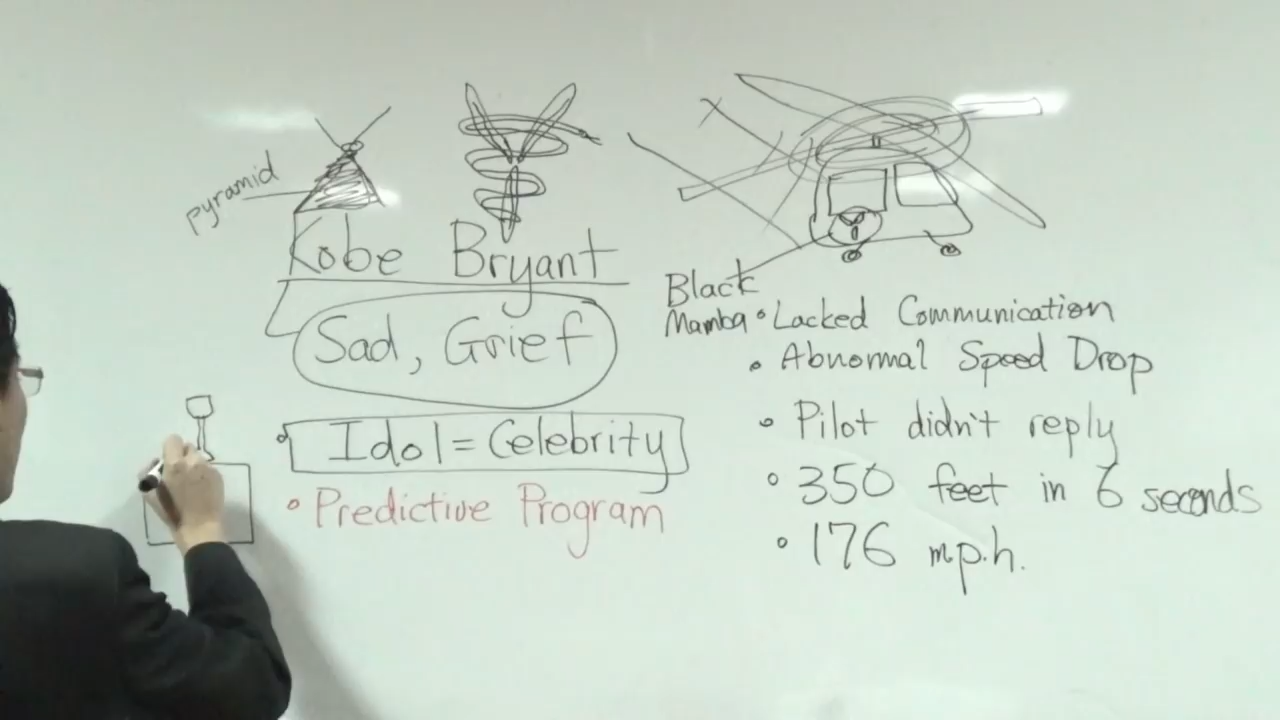 pyramid
Kobe Bryant
Sad, Grief
Idol = Celebrity
Predictive Program
Black
Mamba
Lacked Communication
Abnormal Speed Drop
Pilot didn't reply
350 feet in 6 seconds
176 mp.h.